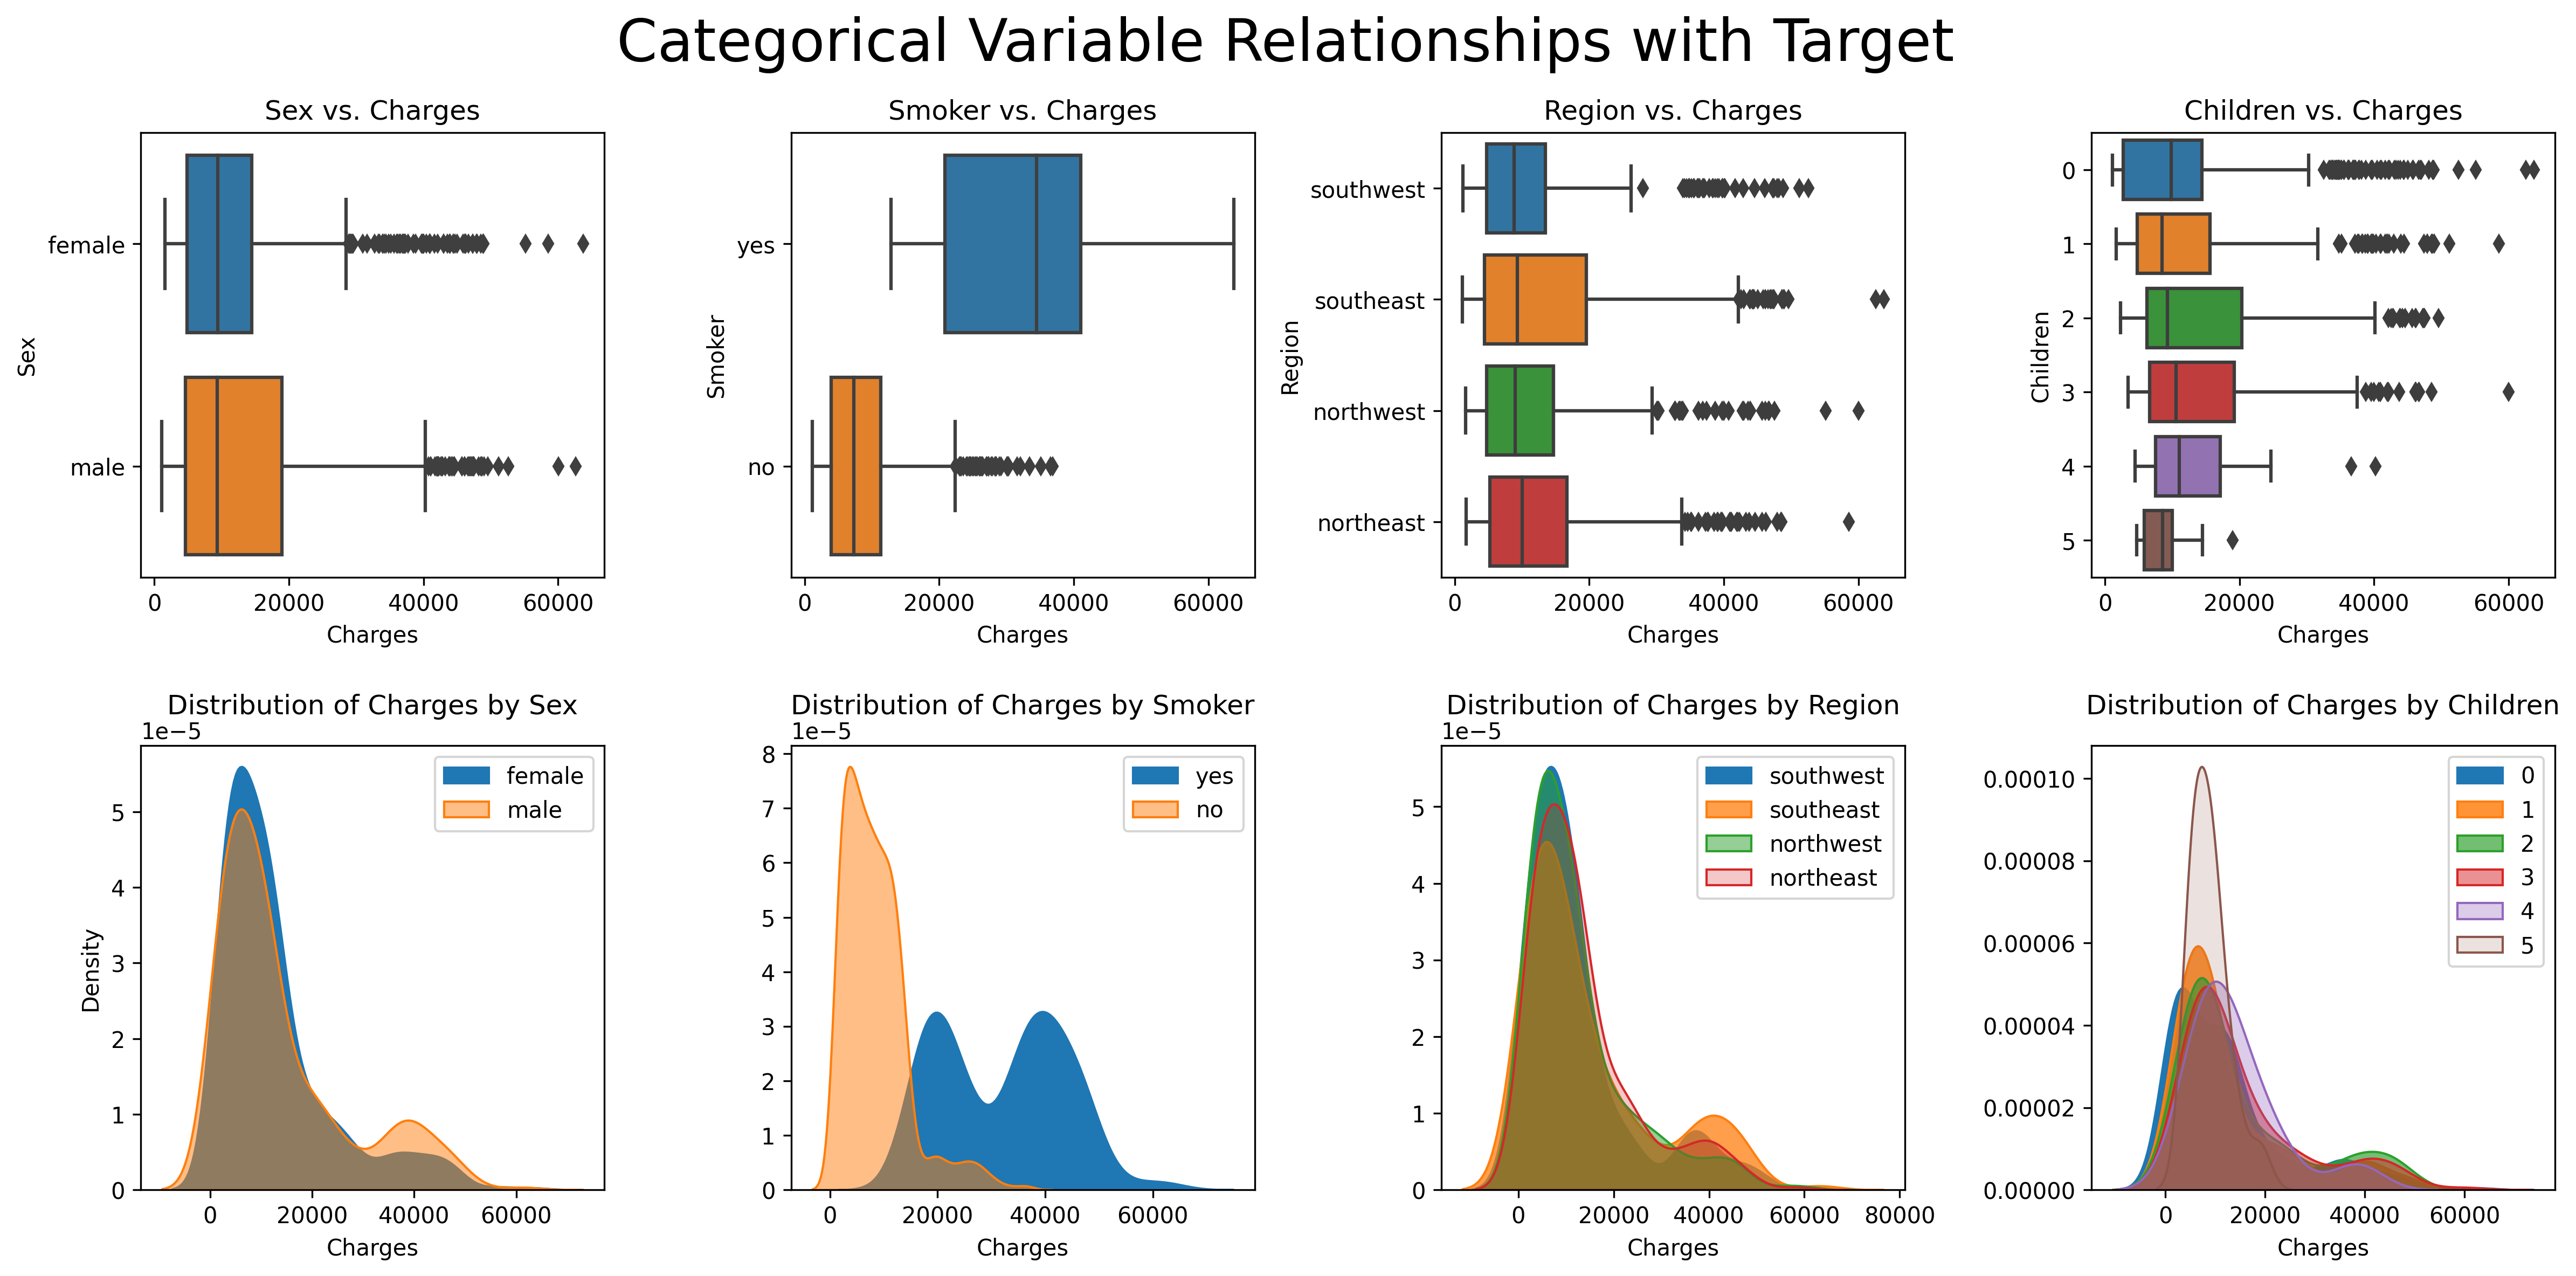 Categorical Variable Relationships with Target
Sex vs. Charges
Sex
female
male
0 20000 40000 60000
Charges
Smoker vs. Charges
Smoker
yes
no
0 20000 40000 60000
Charges
Region vs. Charges
Region
southwest
southeast
northwest
northeast
0 20000 40000 60000
Charges
Children vs. Charges
Children
0
1
2
3
4
5
0 20000 40000 60000
Charges
Distribution of Charges by Sex
1e−5
Density
5
4
3
2
1
0
female
male
0 20000 40000 60000
Charges
Distribution of Charges by Smoker
1e−5
8
7
6
5
4
3
2
1
0
yes
no
0 20000 40000 60000
Charges
Distribution of Charges by Region
1e−5
5
4
3
2
1
0
southwest
southeast
northwest
northeast
0 20000 40000 60000 80000
Charges
Distribution of Charges by Children
0.00010
0.00008
0.00006
0.00004
0.00002
0.00000
0
1
2
3
4
5
0 20000 40000 60000
Charges